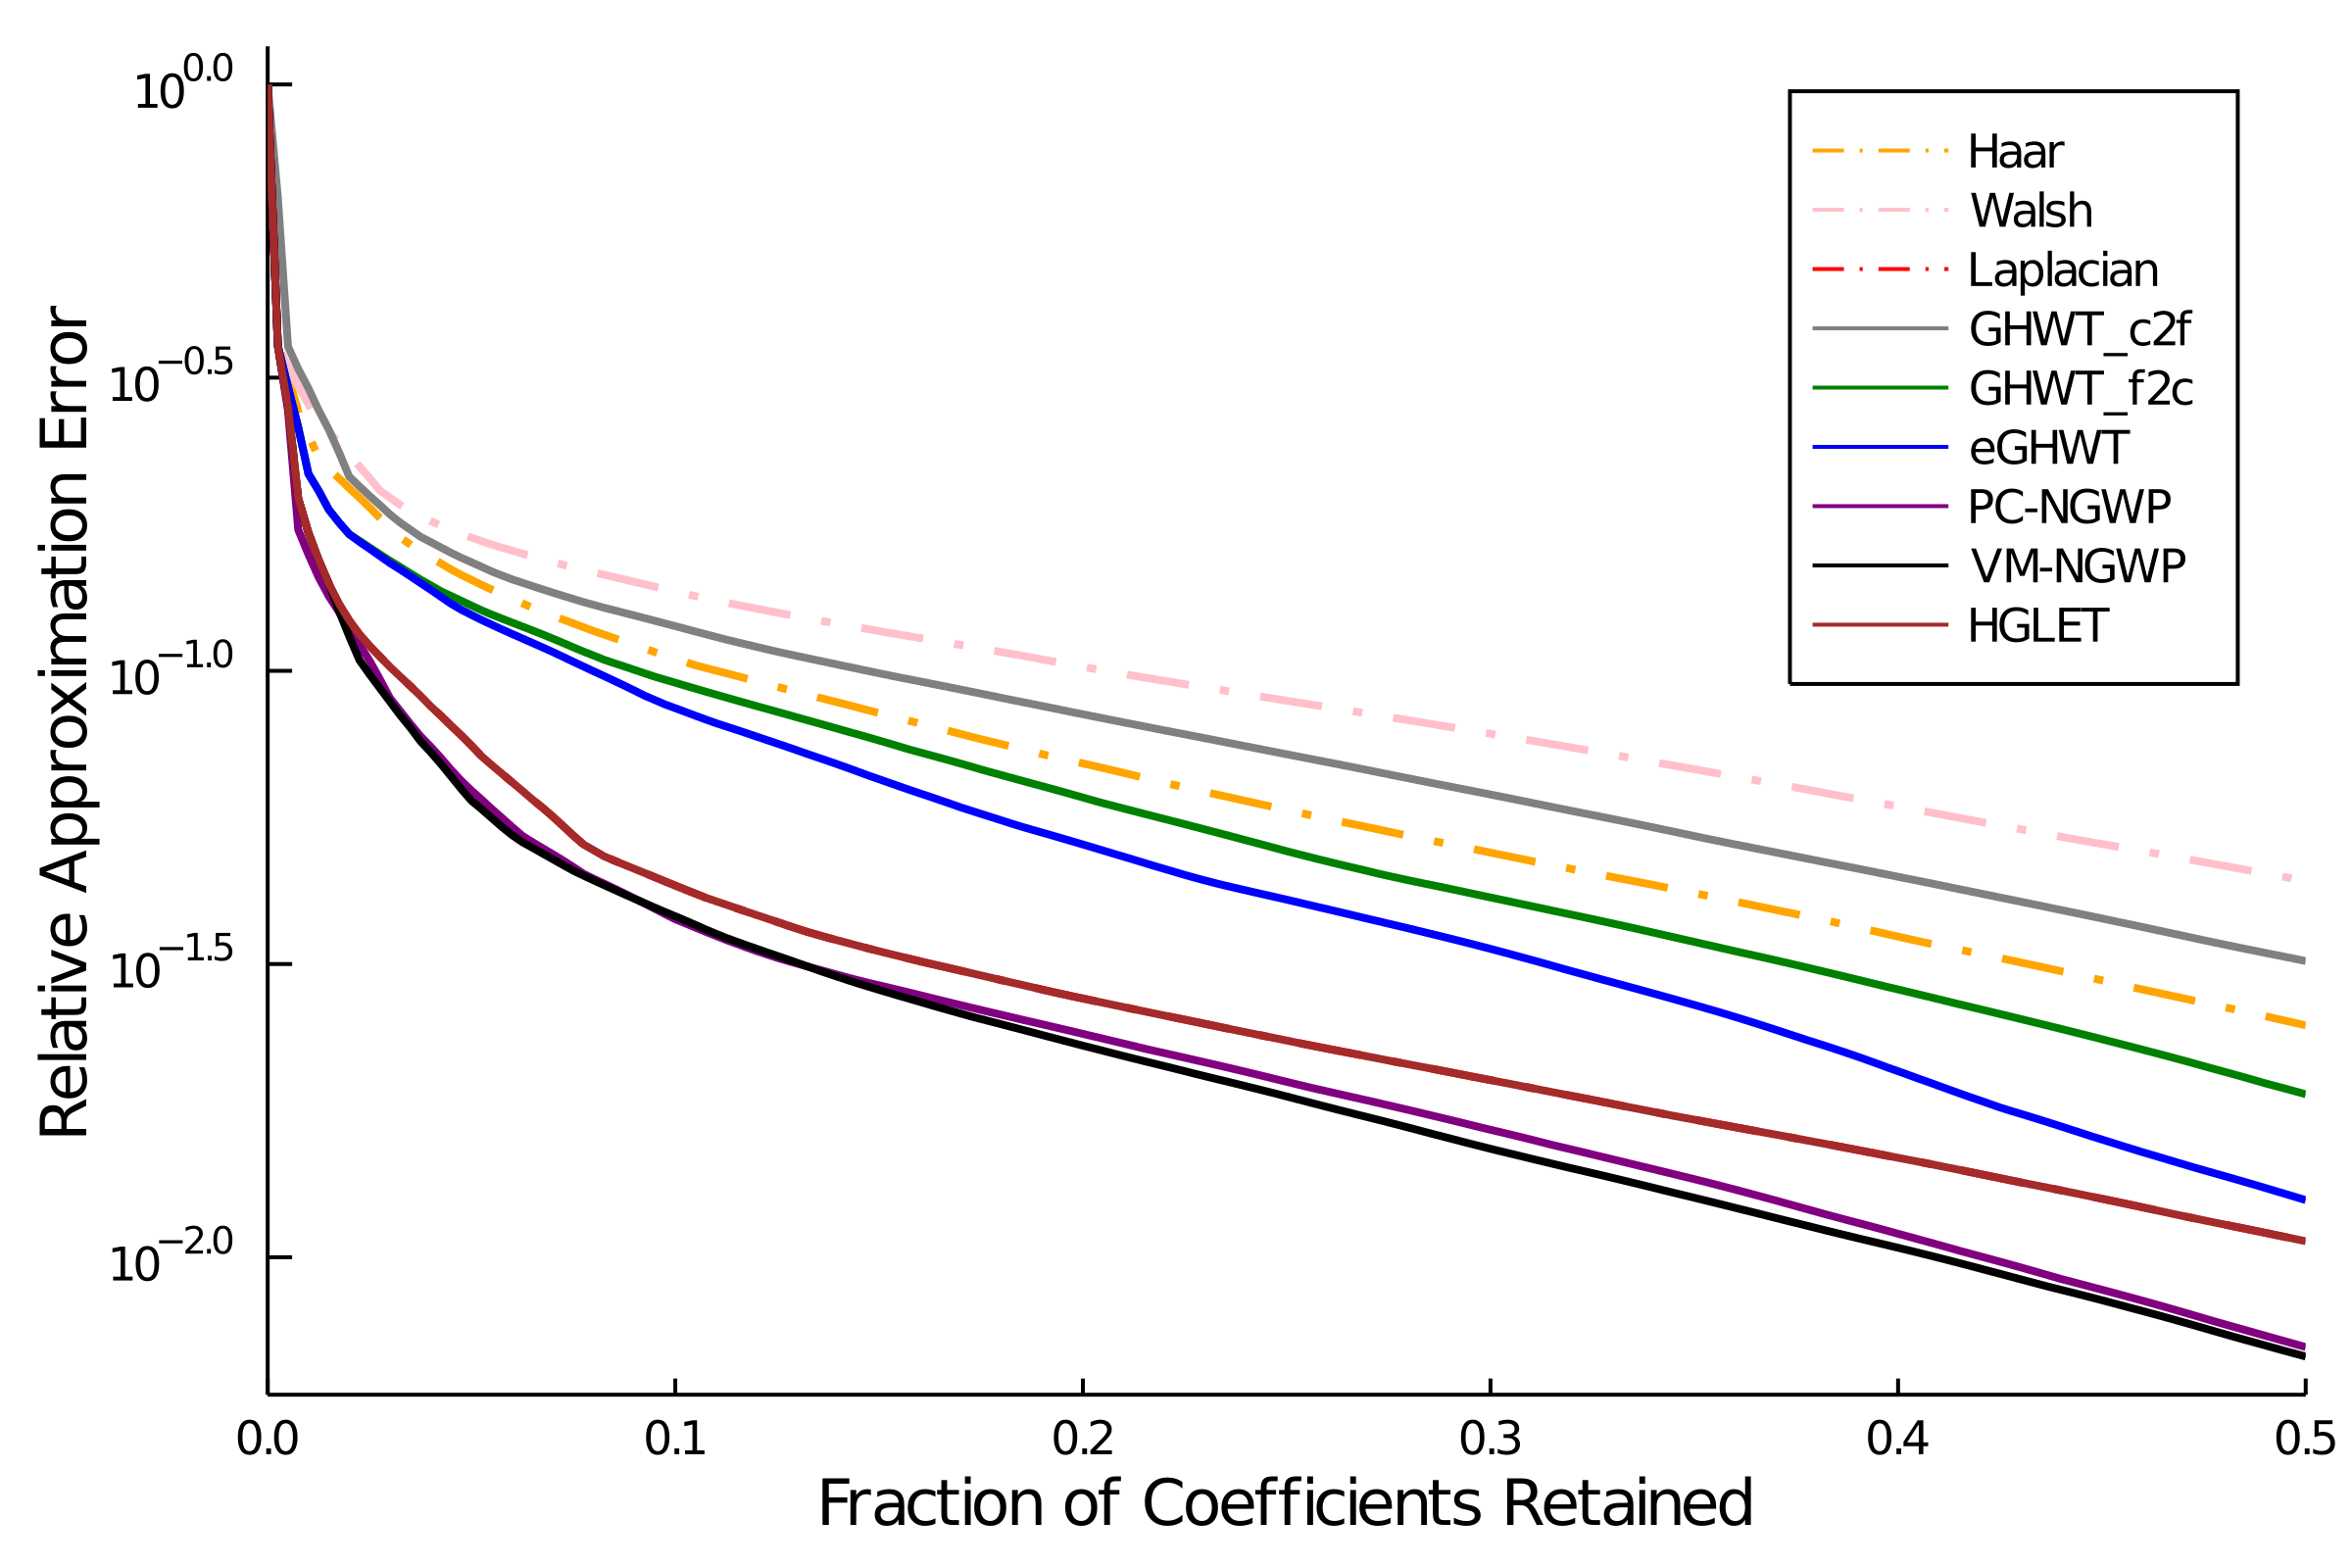 10^0.0
10^−0.5
10^−1.0
10^−1.5
10^−2.0
Relative Approximation Error
Haar
Walsh
Laplacian
GHWT_c2f
GHWT_f2c
eGHWT
PC-NGWP
VM-NGWP
HGLET
0.0 0.1 0.2 0.3 0.4 0.5
Fraction of Coefficients Retained